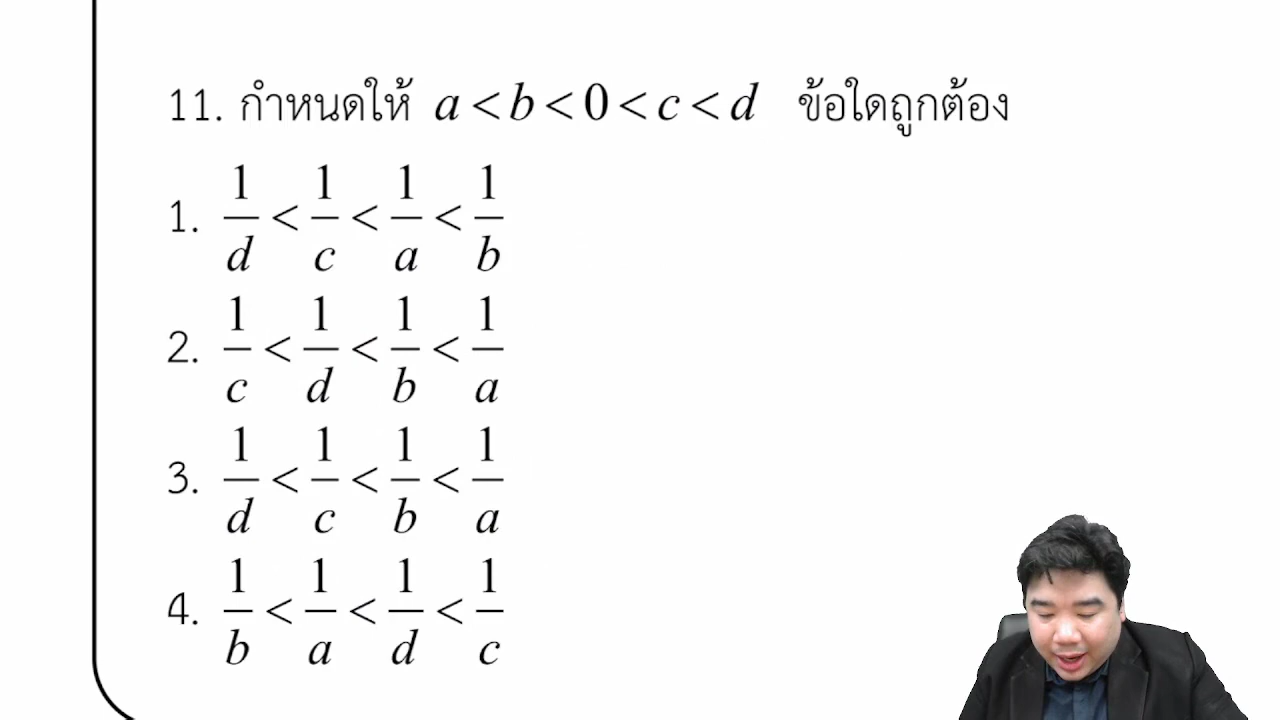 11. กำหนดให้ a < b < 0 < c < d ข้อใดถูกต้อง
1. 1/d < 1/c < 1/a < 1/b
2. 1/c < 1/d < 1/b < 1/a
3. 1/d < 1/c < 1/b < 1/a
4. 1/b < 1/a < 1/d < 1/c